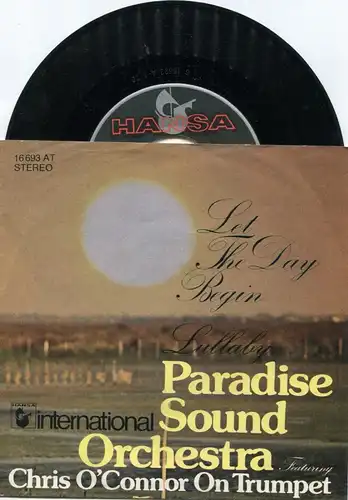 HANSA
16 693 AT
STEREO
Let
The Day
Begin
Lullaby
Paradise
HANSA
international Sound
Orchestra Featuring
Chris O'Connor On Trumpet